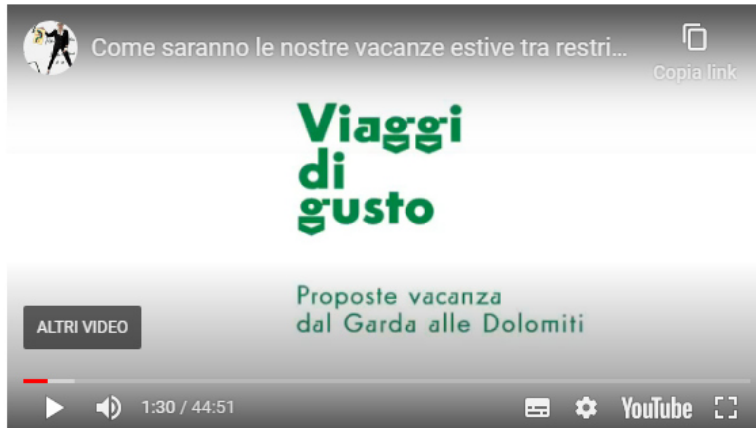 Come saranno le nostre vacanze estive tra restri...
Copia link
Viaggi
di
gusto
Proposte vacanza
dal Garda alle Dolomiti
ALTRI VIDEO
1:30 / 44:51
YouTube